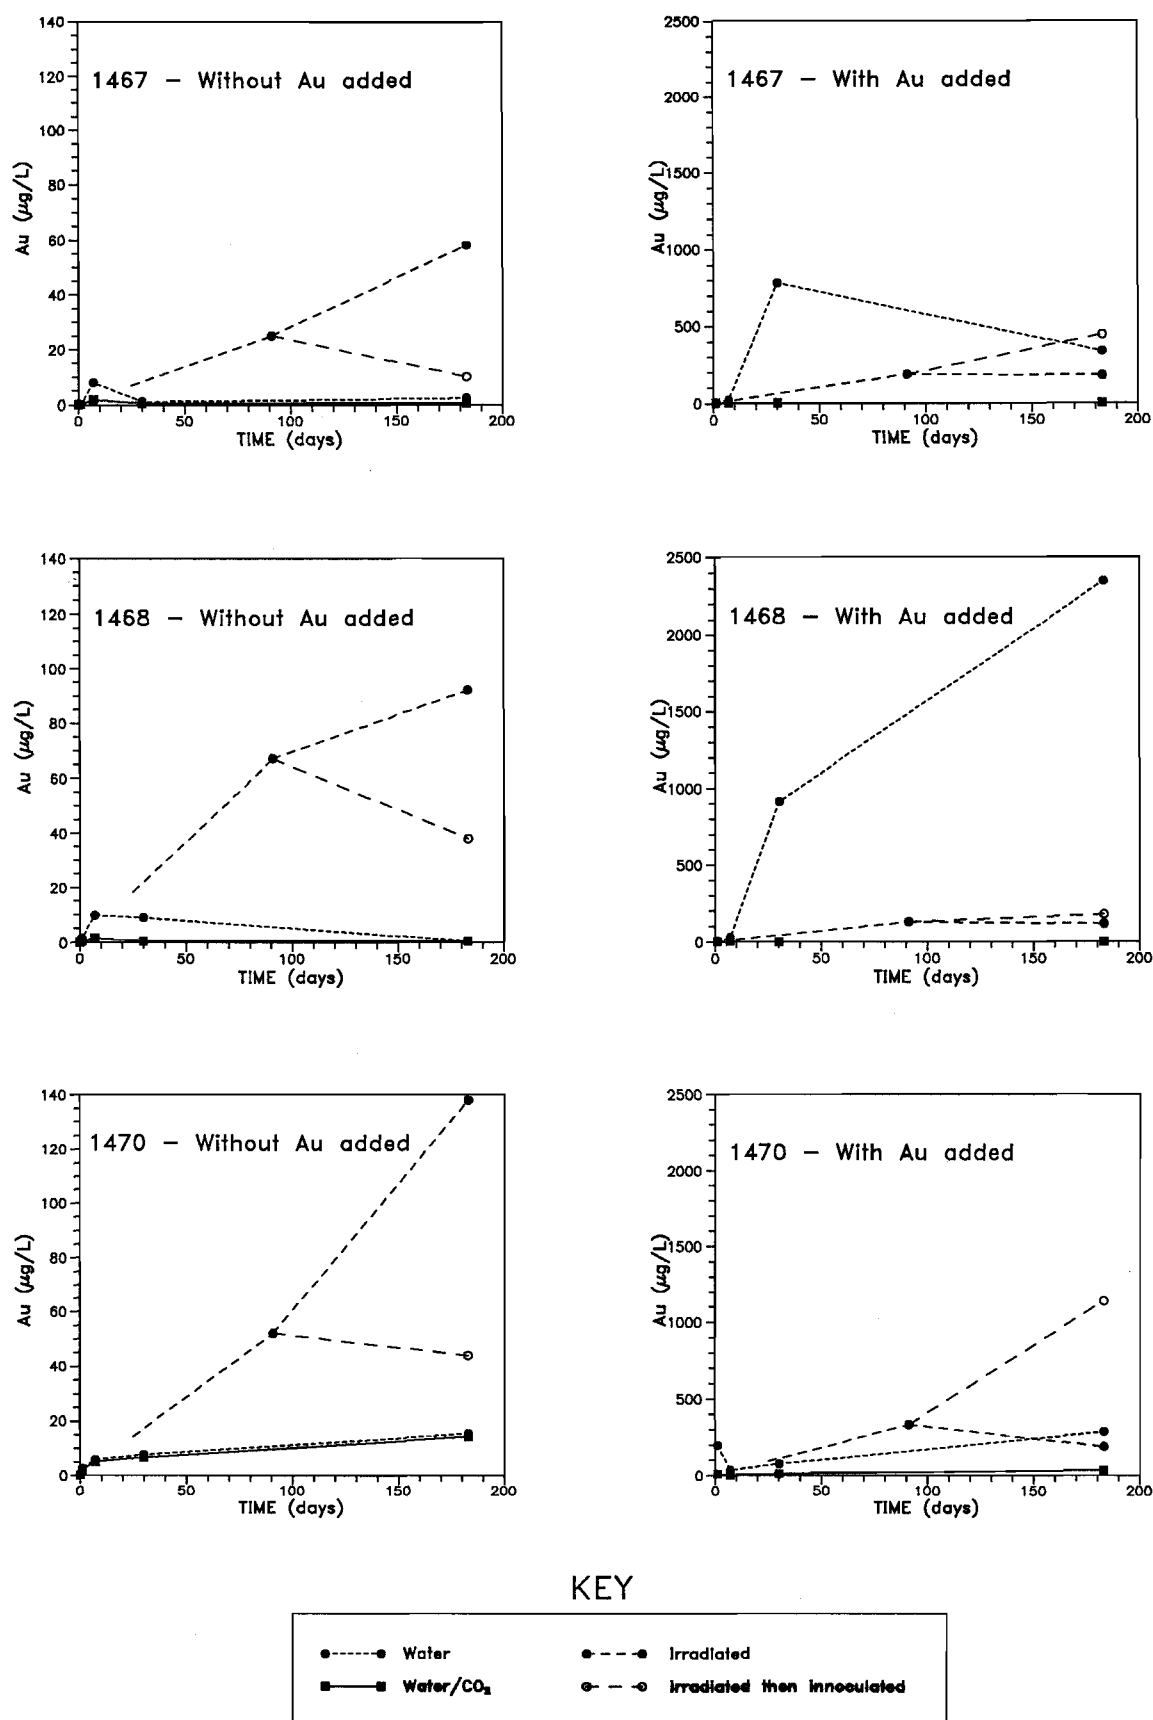 1467 – Without Au added
140
120
100
80
60
40
20
0
Au (µg/L)
0 50 100 150 200
TIME (days)
1467 – With Au added
2500
2000
1500
1000
500
0
Au (µg/L)
0 50 100 150 200
TIME (days)
1468 – Without Au added
140
120
100
80
60
40
20
0
Au (µg/L)
0 50 100 150 200
TIME (days)
1468 – With Au added
2500
2000
1500
1000
500
0
Au (µg/L)
0 50 100 150 200
TIME (days)
1470 – Without Au added
140
120
100
80
60
40
20
0
Au (µg/L)
0 50 100 150 200
TIME (days)
1470 – With Au added
2500
2000
1500
1000
500
0
Au (µg/L)
0 50 100 150 200
TIME (days)
KEY
Water
Irradiated
Water/CO₂
Irradiated then innoculated